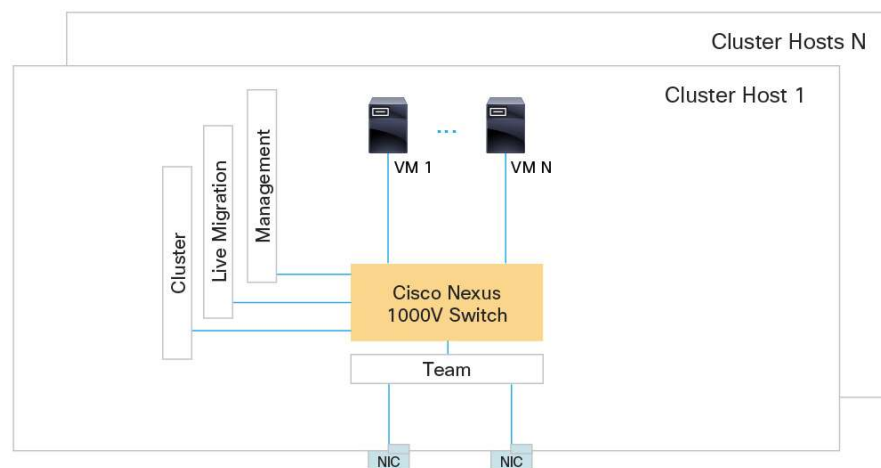 Cluster Hosts N
Cluster Host 1
Management
Live Migration
Cluster
...
VM 1
VM N
Cisco Nexus
1000V Switch
Team
NIC
NIC